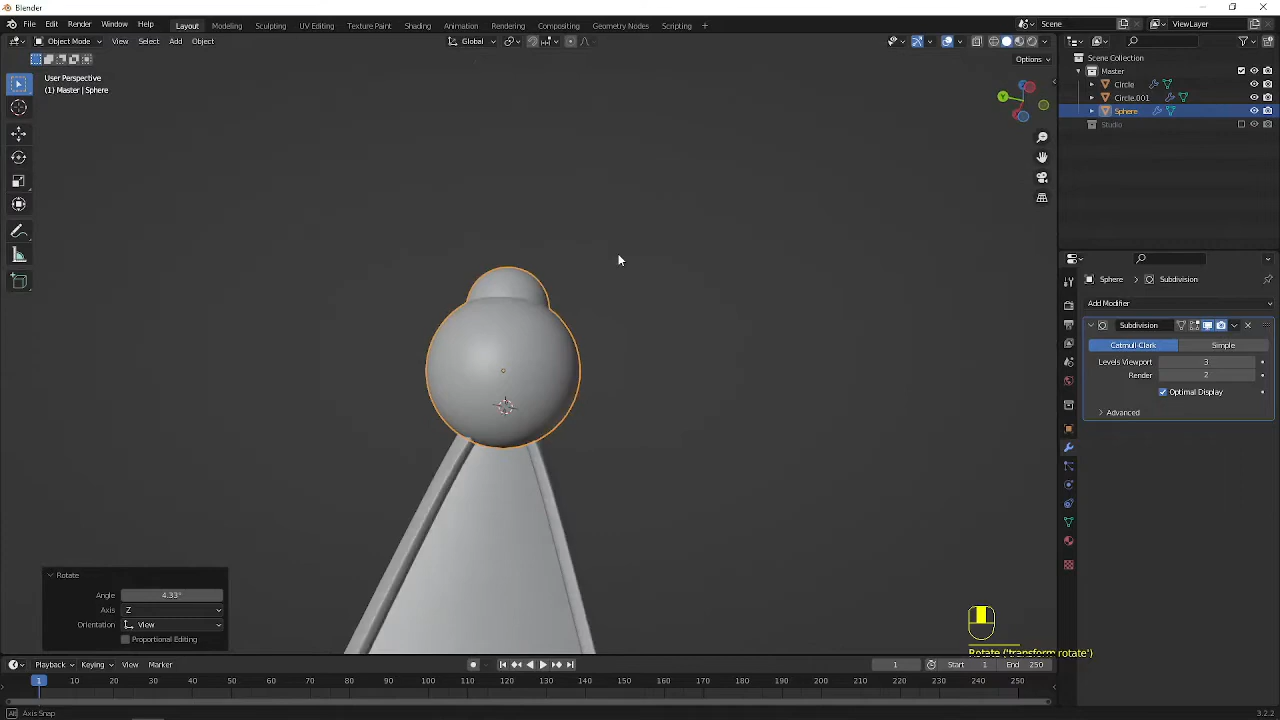 Blender
File Edit Render Window Help Layout Modeling Sculpting UV Editing Texture Paint Shading Animation Rendering Compositing Geometry Nodes Scripting + Scene ViewLayer
Object Mode View Select Add Object Global
Options
User Perspective
(1) Master | Sphere
Y
Scene Collection
Master
Circle
Circle.001
Sphere
Studio
Sphere > Subdivision
Add Modifier
Subdivision
Catmull-Clark Simple
Levels Viewport 3
Render 2
Optimal Display
Advanced
Rotate
Angle 4.33°
Axis Z
Orientation View
Proportional Editing
Rotate ('transform rotate')
Playback Keying View Marker 1 Start 1 End 250
1 10 20 30 40 50 60 70 80 90 100 110 120 130 140 150 160 170 180 190 200 210 220 230 240 250
Axis Snap 3.2.2